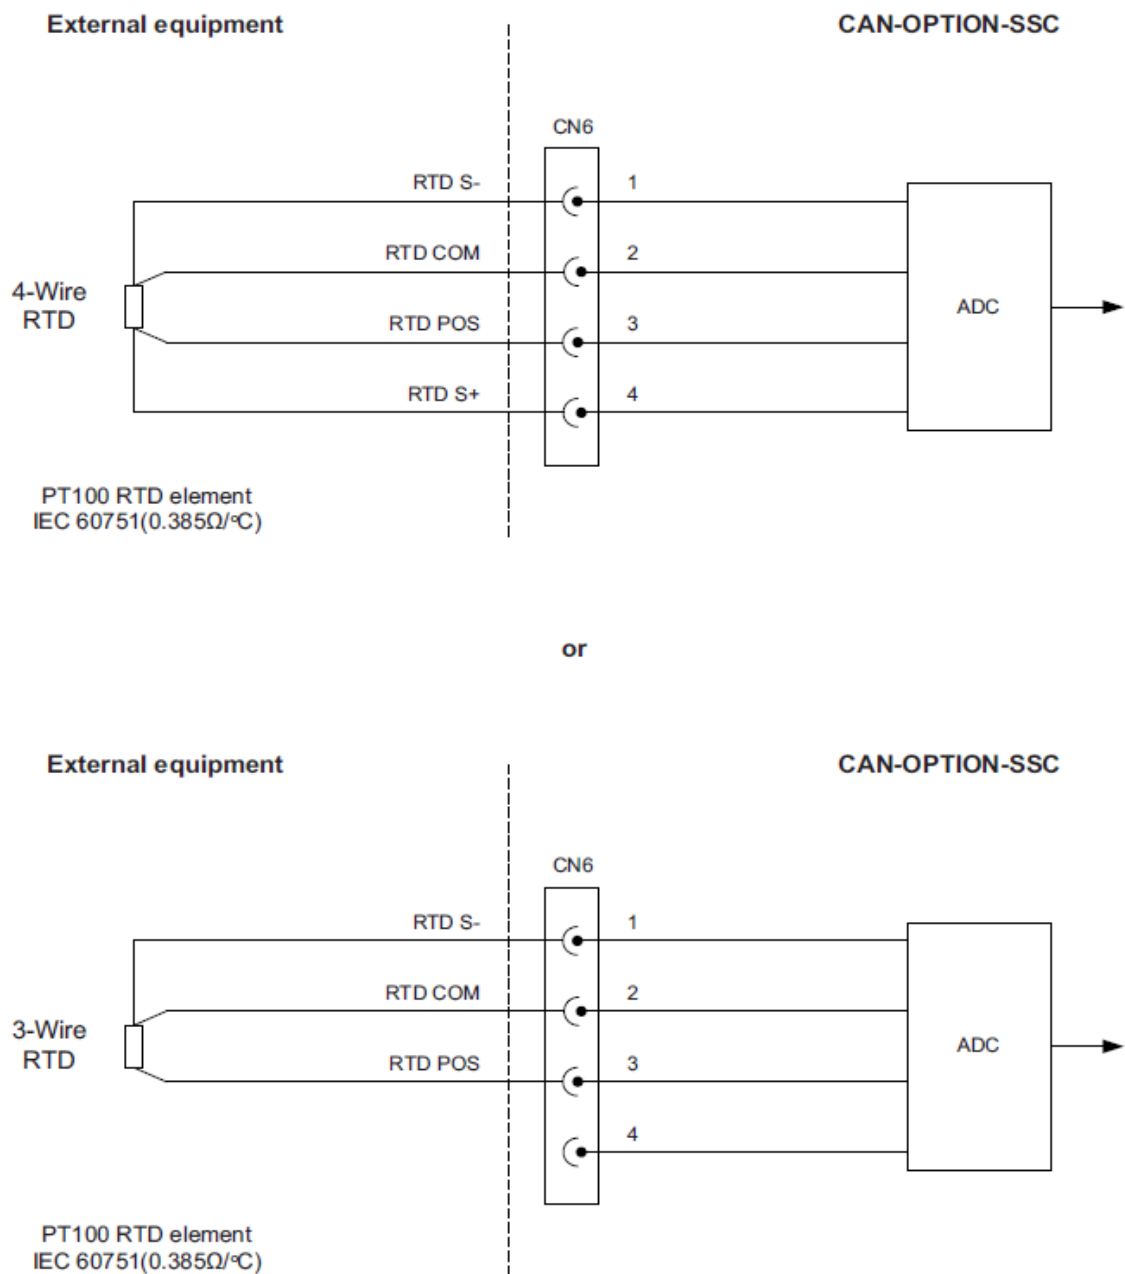 External equipment
CAN-OPTION-SSC
CN6
RTD S-
1
RTD COM
2
4-Wire
RTD
RTD POS
3
ADC
RTD S+
4
PT100 RTD element
IEC 60751(0.385Ω/°C)
or
External equipment
CAN-OPTION-SSC
CN6
RTD S-
1
RTD COM
2
3-Wire
RTD
RTD POS
3
ADC
4
PT100 RTD element
IEC 60751(0.385Ω/°C)